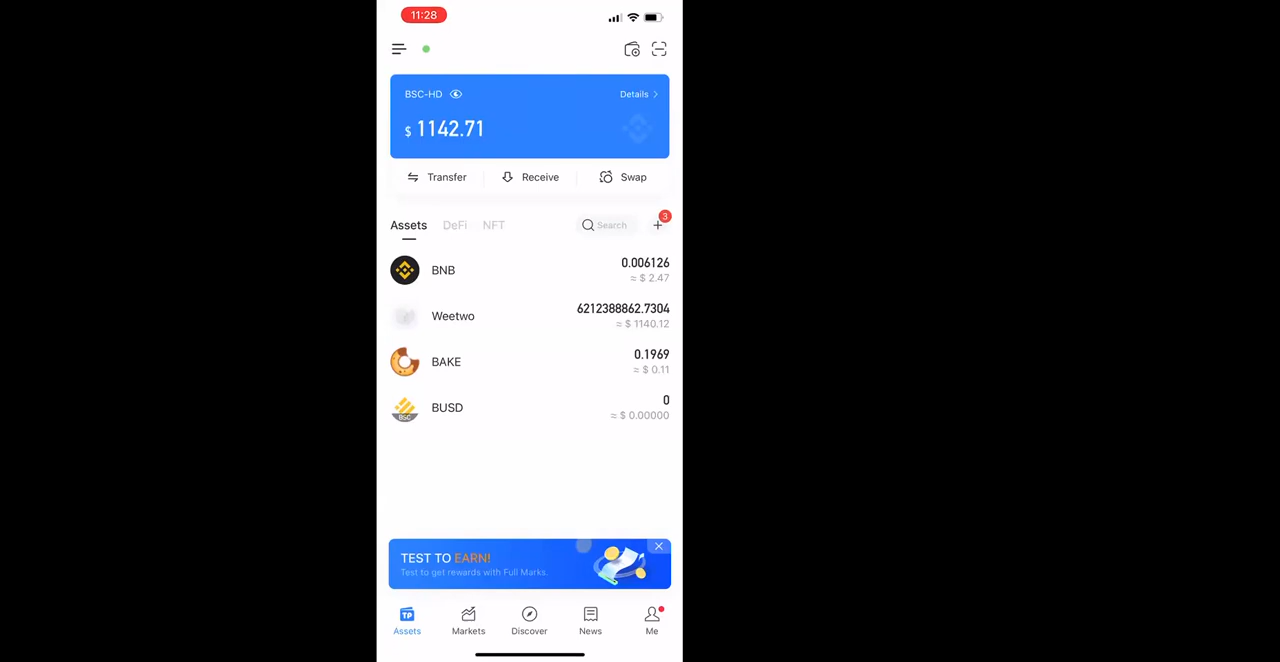 11:28
BSC-HD
Details >
$ 1142.71
Transfer
Receive
Swap
Assets
DeFi
NFT
Search
+
3
BNB
0.006126
≈ $ 2.47
Weetwo
6212388862.7304
≈ $ 1140.12
BAKE
0.1969
≈ $ 0.11
BSC
BUSD
0
≈ $ 0.00000
TEST TO EARN!
Test to get rewards with Full Marks.
TP
Assets
Markets
Discover
News
Me